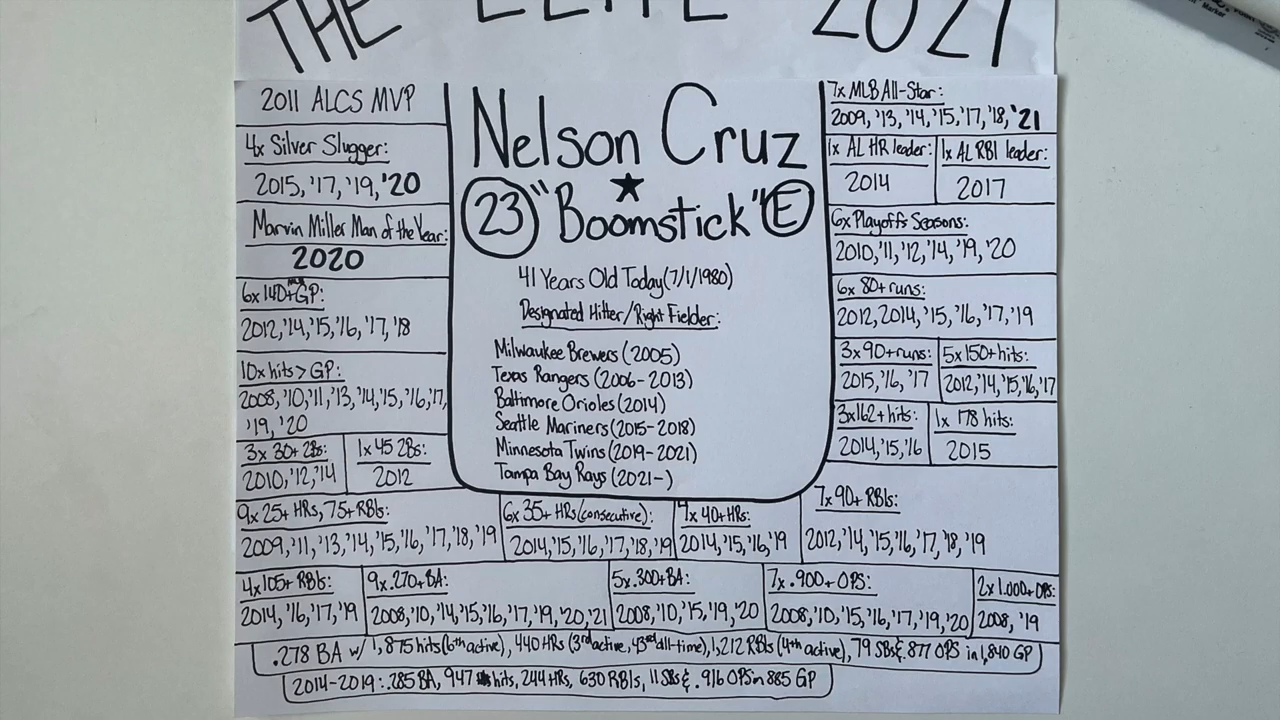 THE ELITE 2021
2011 ALCS MVP
4x Silver Slugger:
2015, '17, '19, '20
Marvin Miller Man of the Year:
2020
6x 140+ GP:
2012, '14, '15, '16, '17, '18
10x hits > GP:
2008, '10, '11, '13, '14, '15, '16, '17,
'19, '20
3x 30+ 2Bs:
2010, '12, '14
1x 45 2Bs:
2012
Nelson Cruz
★
23 "Boomstick" E
41 Years Old Today (7/1/1980)
Designated Hitter/Right Fielder:
Milwaukee Brewers (2005)
Texas Rangers (2006-2013)
Baltimore Orioles (2014)
Seattle Mariners (2015-2018)
Minnesota Twins (2019-2021)
Tampa Bay Rays (2021-)
7x MLB All-Star:
2009, '13, '14, '15, '17, '18, '21
1x AL HR leader:
2014
1x AL RBI leader:
2017
6x Playoffs Seasons:
2010, '11, '12, '14, '19, '20
6x 80+ runs:
2012, 2014, '15, '16, '17, '19
3x 90+ runs:
2015, '16, '17
5x 150+ hits:
2012, '14, '15, '16, '17
3x 162+ hits:
2014, '15, '16
1x 178 hits:
2015
9x 25+ HRs, 75+ RBIs:
2009, '11, '13, '14, '15, '16, '17, '18, '19
6x 35+ HRs (consecutive):
2014, '15, '16, '17, '18, '19
4x 40+ HRs:
2014, '15, '16, '19
7x 90+ RBIs:
2012, '14, '15, '16, '17, '18, '19
4x 105+ RBIs:
2014, '16, '17, '19
9x .270+ BA:
2008, '10, '14, '15, '16, '17, '19, '20, '21
5x .300+ BA:
2008, '10, '15, '19, '20
7x .900+ OPS:
2008, '10, '15, '16, '17, '19, '20
2x 1.000+ OPS:
2008, '19
.278 BA w/ 1,875 hits (6th active), 440 HRs (3rd active, 43rd all-time), 1,212 RBIs (4th active), 79 SBs & .877 OPS in 1,840 GP
2014-2019: .285 BA, 947 hits, 244 HRs, 630 RBIs, 11 SBs & .916 OPS in 885 GP